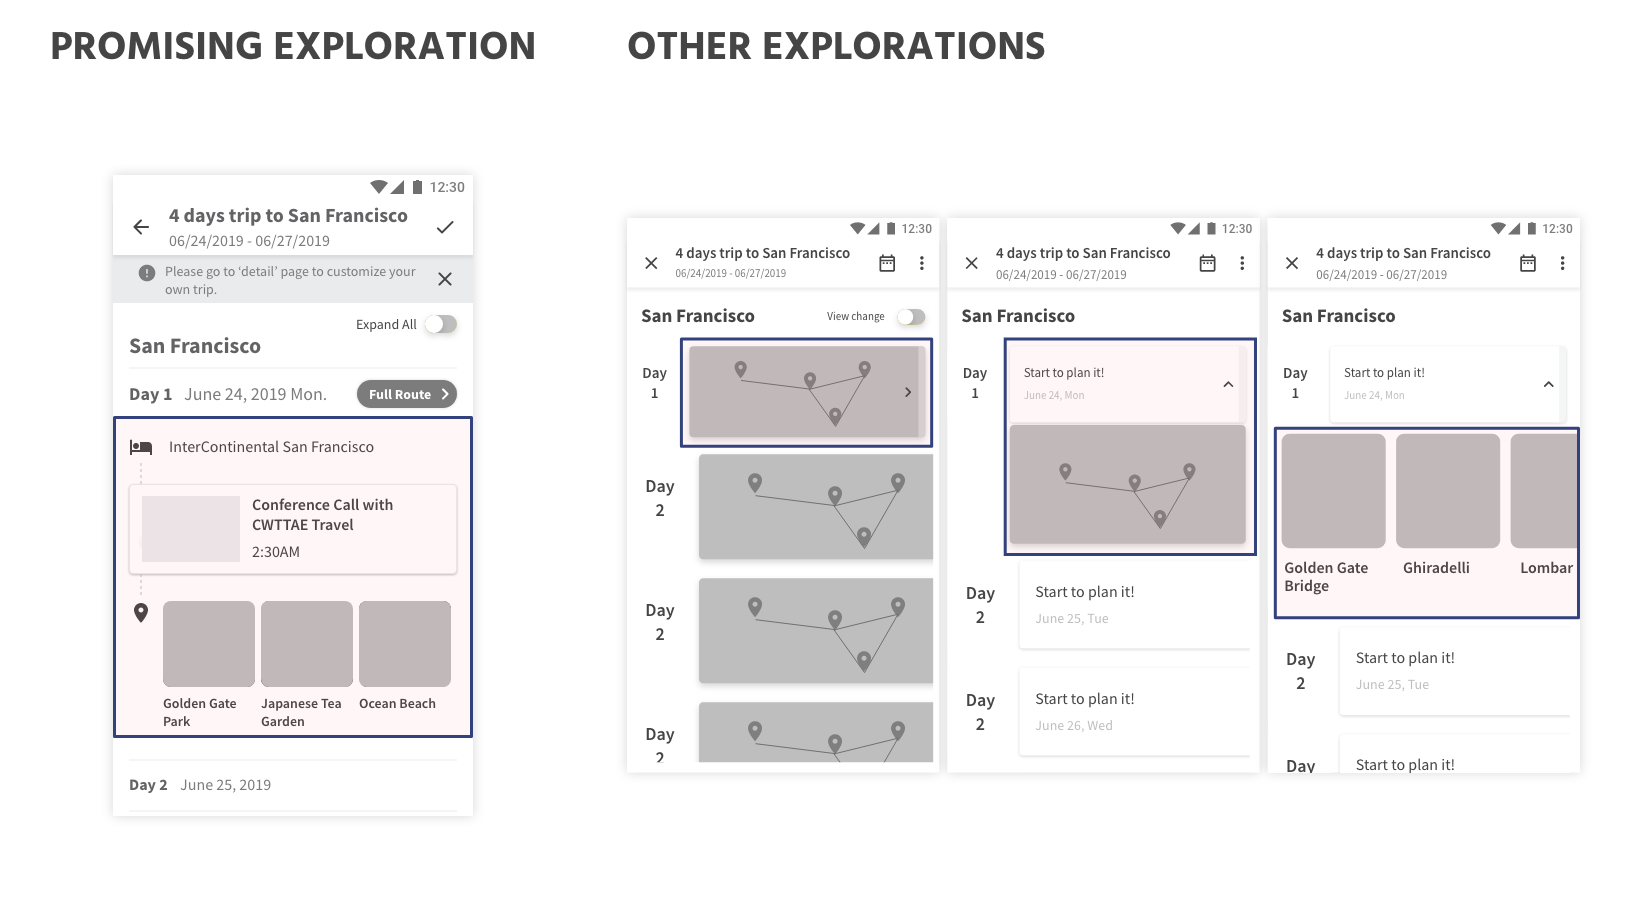 PROMISING EXPLORATION
OTHER EXPLORATIONS
12:30
4 days trip to San Francisco
06/24/2019 - 06/27/2019
Please go to ‘detail’ page to customize your
own trip.
Expand All
San Francisco
Day 1 June 24, 2019 Mon.
Full Route
InterContinental San Francisco
Conference Call with
CWTTAE Travel
2:30AM
Golden Gate
Park
Japanese Tea
Garden
Ocean Beach
Day 2 June 25, 2019
12:30
4 days trip to San Francisco
06/24/2019 - 06/27/2019
San Francisco
View change
Day
1
Day
2
Day
2
Day
2
12:30
4 days trip to San Francisco
06/24/2019 - 06/27/2019
San Francisco
Day
1
Start to plan it!
June 24, Mon
Day
2
Start to plan it!
June 25, Tue
Day
2
Start to plan it!
June 26, Wed
12:30
4 days trip to San Francisco
06/24/2019 - 06/27/2019
San Francisco
Day
1
Start to plan it!
June 24, Mon
Golden Gate
Bridge
Ghiradelli
Lombar
Day
2
Start to plan it!
June 25, Tue
Day
Start to plan it!